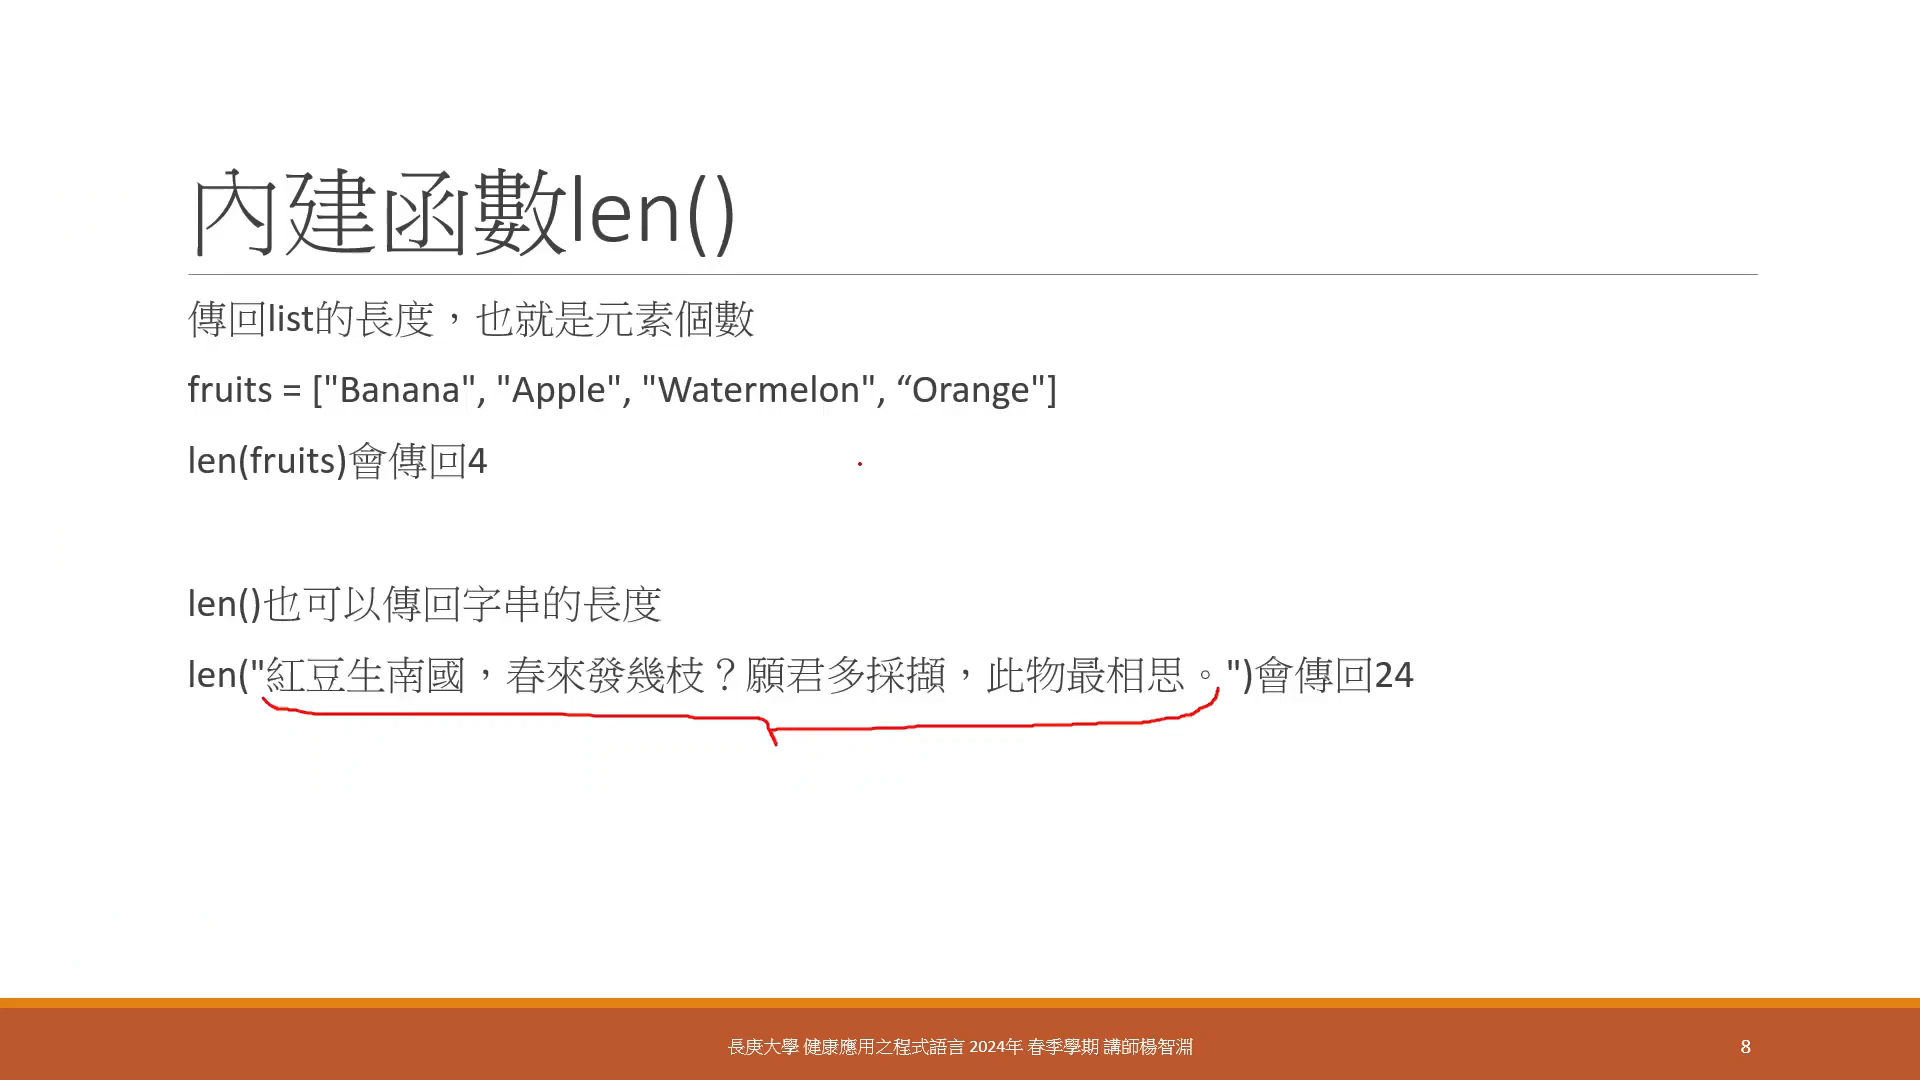 內建函數len()
傳回list的長度，也就是元素個數
fruits = ["Banana", "Apple", "Watermelon", “Orange"]
len(fruits)會傳回4
len()也可以傳回字串的長度
len("紅豆生南國，春來發幾枝？願君多採擷，此物最相思。")會傳回24
長庚大學 健康應用之程式語言 2024年 春季學期 講師楊智淵
8